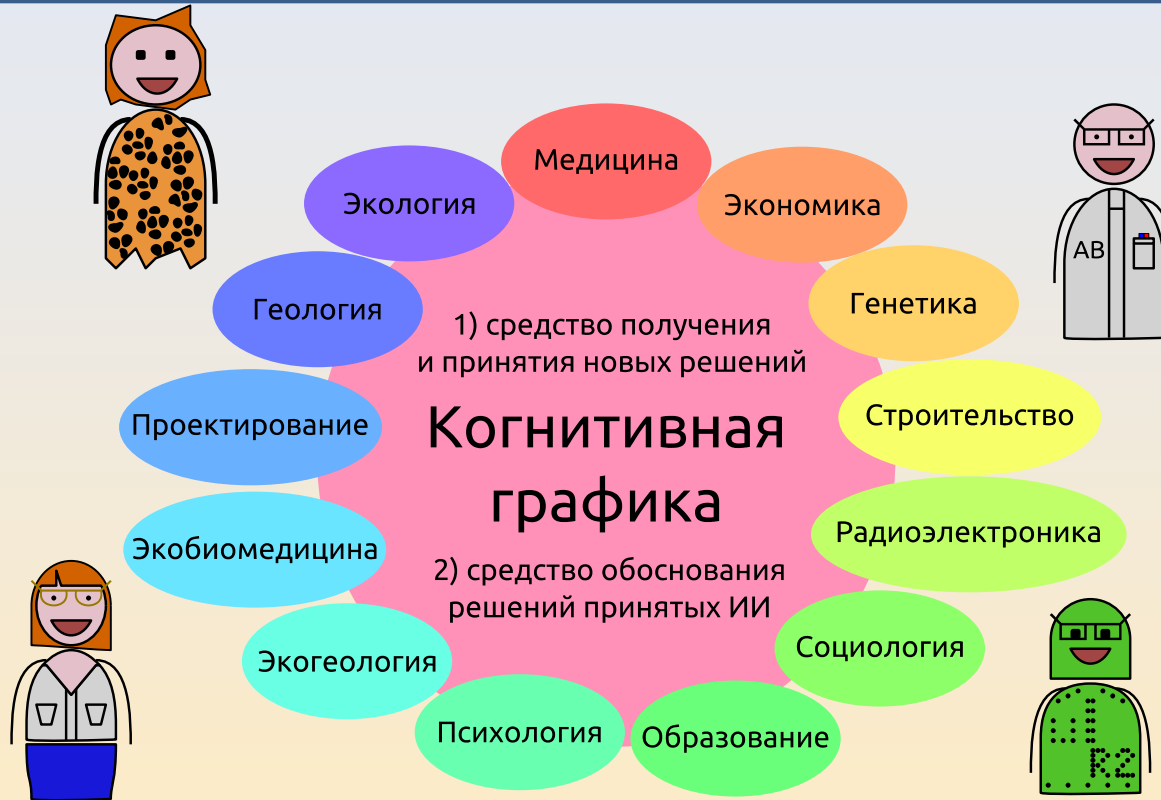 Медицина
Экология
Экономика
Геология
Генетика
1) средство получения
и принятия новых решений
АВ
Проектирование
Когнитивная
графика
Строительство
Экобиомедицина
Радиоэлектроника
2) средство обоснования
решений принятых ИИ
Экогеология
Социология
Психология
Образование
R2